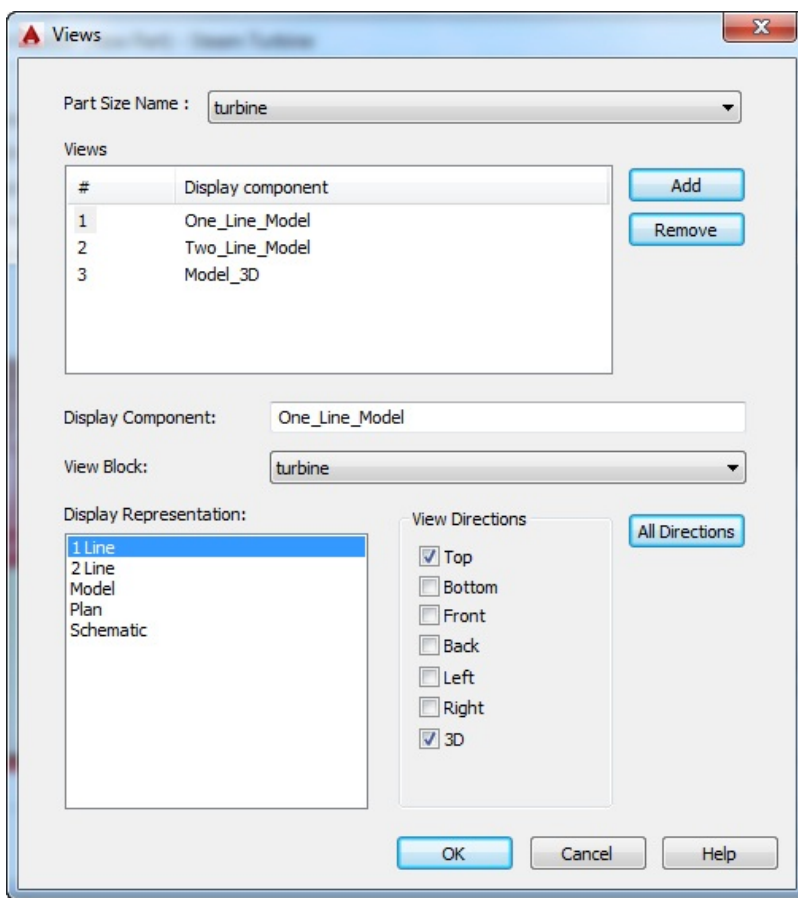 Views
Part Size Name :
turbine
Views
# Display component
1 One_Line_Model
2 Two_Line_Model
3 Model_3D
Add
Remove
Display Component: One_Line_Model
View Block: turbine
Display Representation:
1 Line
2 Line
Model
Plan
Schematic
View Directions
Top
Bottom
Front
Back
Left
Right
3D
All Directions
OK Cancel Help